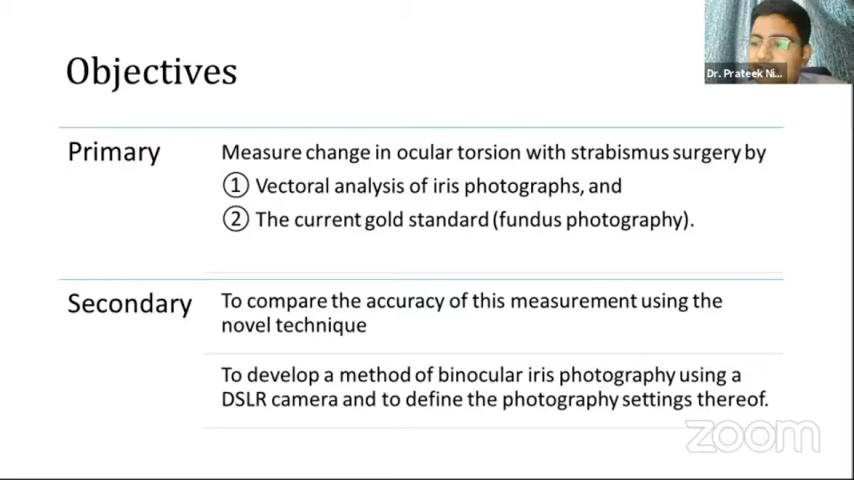 Objectives
Dr. Prateek Ni...
Primary
Measure change in ocular torsion with strabismus surgery by
① Vectoral analysis of iris photographs, and
② The current gold standard (fundus photography).
Secondary
To compare the accuracy of this measurement using the
novel technique
To develop a method of binocular iris photography using a
DSLR camera and to define the photography settings thereof.
zoom